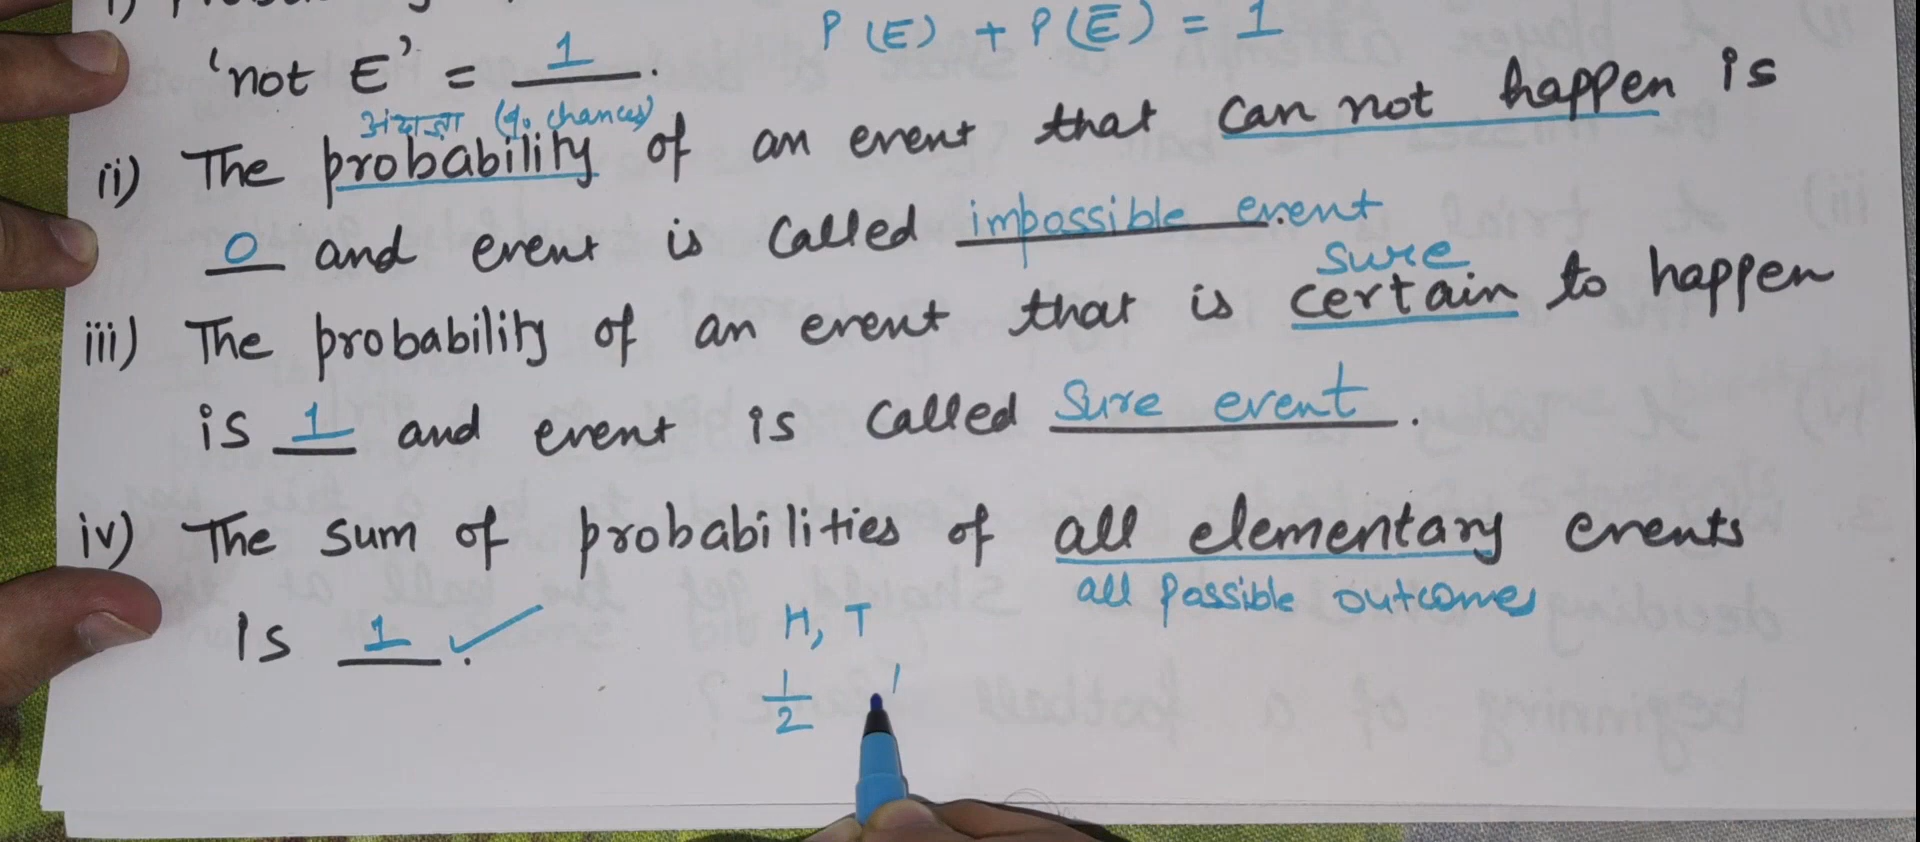 P(E) + P(E̅) = 1
'not E' = 1.
अंदाज़ा (% chances)
ii) The probability of an event that can not happen is
0 and event is called impossible event.
sure
iii) The probability of an event that is certain to happen
is 1 and event is called Sure event.
iv) The sum of probabilities of all elementary events
all possible outcomes
is 1 ✓.
H, T
1/2